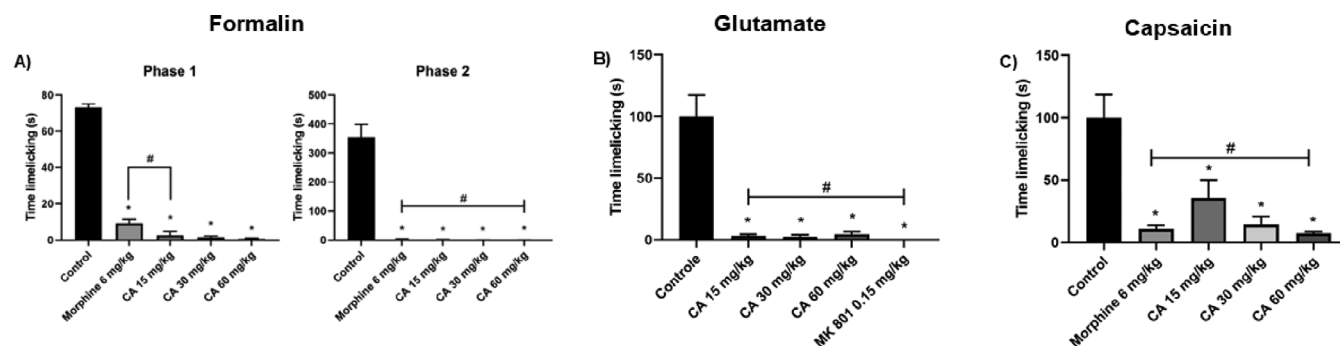 Formalin
Glutamate
Capsaicin
A)
Phase 1
Time limelicking (s)
80
60
40
20
0
#
*
*
*
*
Control
Morphine 6 mg/kg
CA 15 mg/kg
CA 30 mg/kg
CA 60 mg/kg
Phase 2
Time limelicking (s)
500
400
300
200
100
0
#
*
*
*
*
Control
Morphine 6 mg/kg
CA 15 mg/kg
CA 30 mg/kg
CA 60 mg/kg
B)
Time limelicking (s)
150
100
50
0
#
*
*
*
*
Controle
CA 15 mg/kg
CA 30 mg/kg
CA 60 mg/kg
MK 801 0.15 mg/kg
C)
Time limelicking (s)
150
100
50
0
#
*
*
*
*
Control
Morphine 6 mg/kg
CA 15 mg/kg
CA 30 mg/kg
CA 60 mg/kg